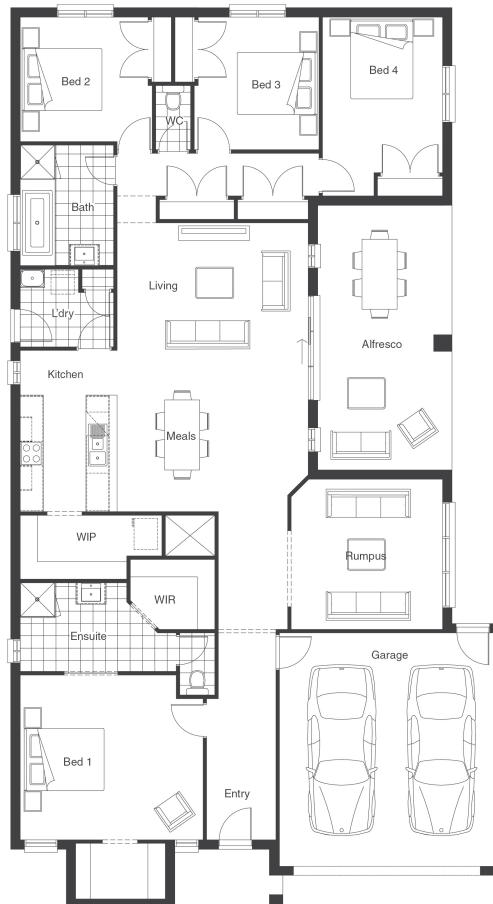 Bed 2
Bed 3
Bed 4
WC
Bath
Living
L'dry
Alfresco
Kitchen
Meals
WIP
Rumpus
WIR
Ensuite
Garage
Bed 1
Entry